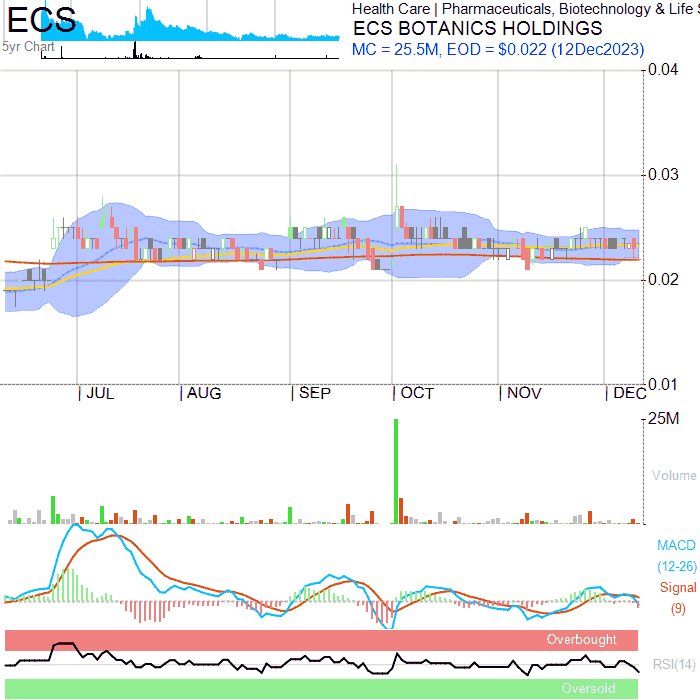 ECS
5yr Chart
Health Care | Pharmaceuticals, Biotechnology & Life S
ECS BOTANICS HOLDINGS
MC = 25.5M, EOD = $0.022 (12Dec2023)
0.04
0.03
0.02
0.01
| JUL | AUG | SEP | OCT | NOV | DEC
25M
Volume
MACD
(12-26)
Signal
(9)
Overbought
RSI(14)
Oversold